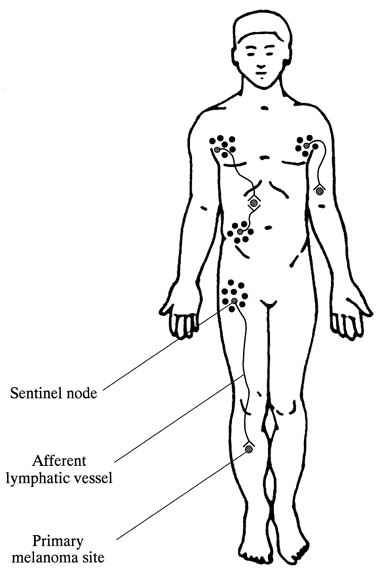 Sentinel node
Afferent
lymphatic vessel
Primary
melanoma site